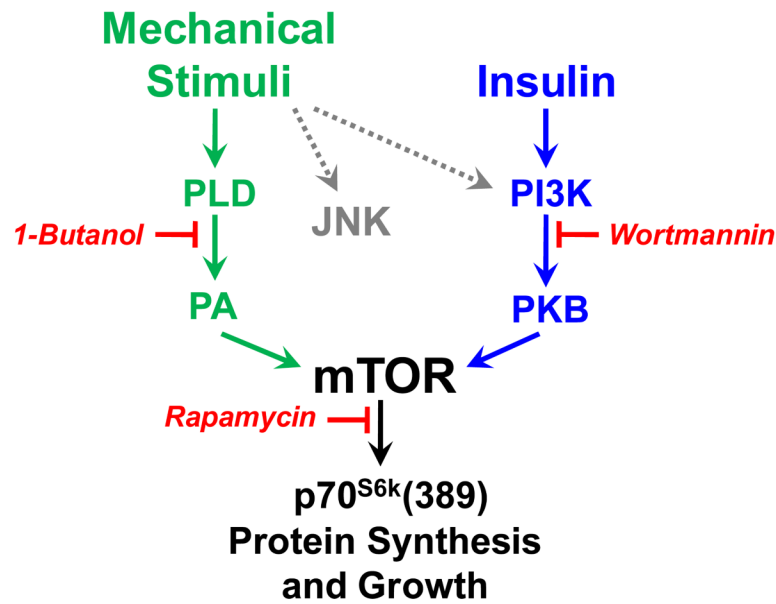 Mechanical
Stimuli
Insulin
PLD
JNK
PI3K
1-Butanol
Wortmannin
PA
PKB
mTOR
Rapamycin
p70S6k(389)
Protein Synthesis
and Growth